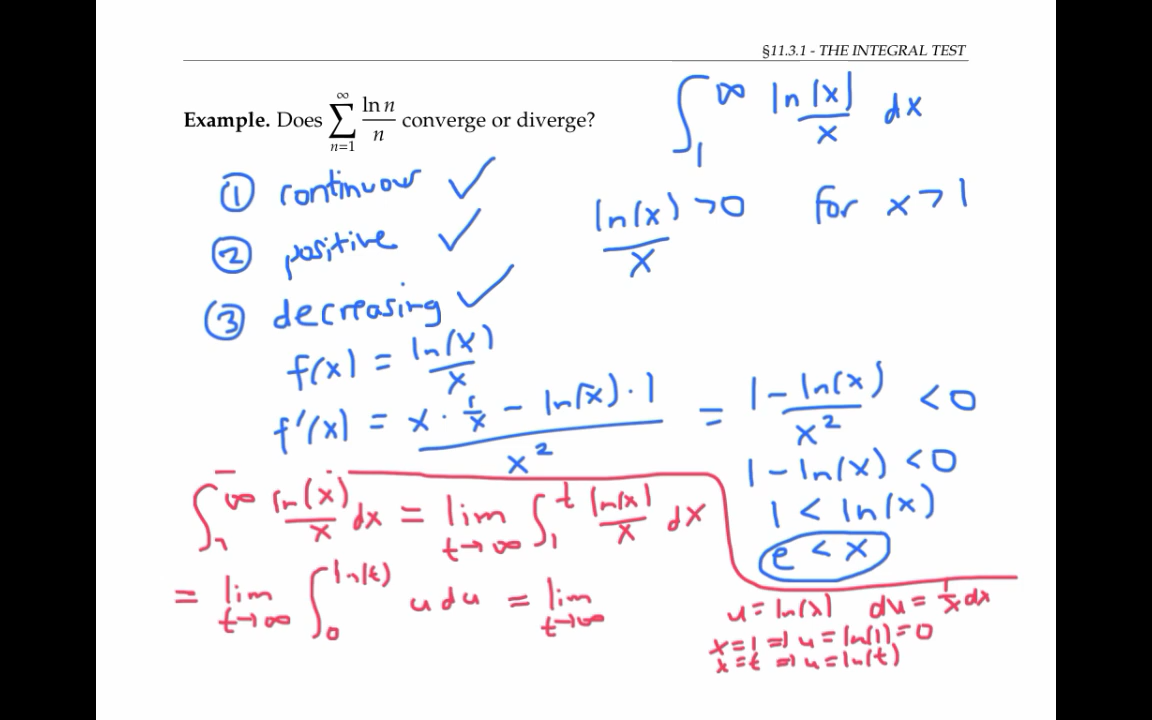 §11.3.1 - THE INTEGRAL TEST
Example. Does ∑_{n=1}^{∞} ln n / n converge or diverge?
∫_1^∞ ln(x)/x dx
① continuous ✓
ln(x)/x > 0 for x > 1
② positive ✓
③ decreasing ✓
f(x) = ln(x)/x
f'(x) = (x · 1/x − ln(x) · 1)/x² = (1 − ln(x))/x² < 0
1 − ln(x) < 0
1 < ln(x)
e < x
∫_1^∞ ln(x)/x dx = lim_{t→∞} ∫_1^t ln(x)/x dx
= lim_{t→∞} ∫_0^{ln(t)} u du = lim_{t→∞}
u = ln(x) du = 1/x dx
x=1 ⇒ u = ln(1) = 0
x=t ⇒ u = ln(t)